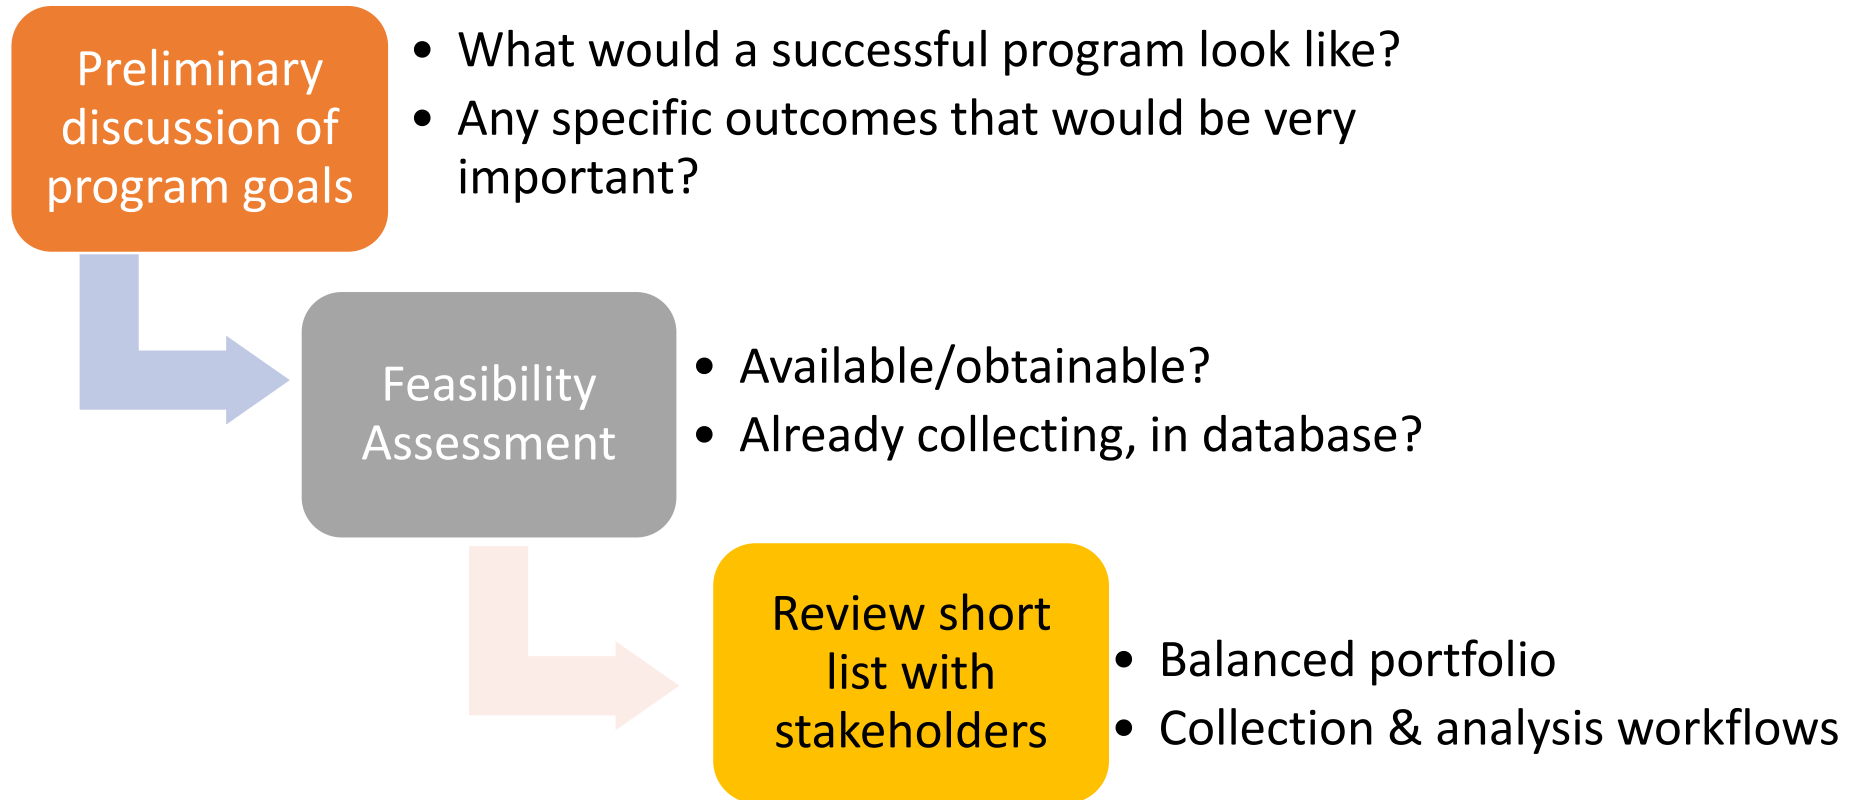 Preliminary
discussion of
program goals
• What would a successful program look like?
• Any specific outcomes that would be very
important?
Feasibility
Assessment
• Available/obtainable?
• Already collecting, in database?
Review short
list with
stakeholders
• Balanced portfolio
• Collection & analysis workflows